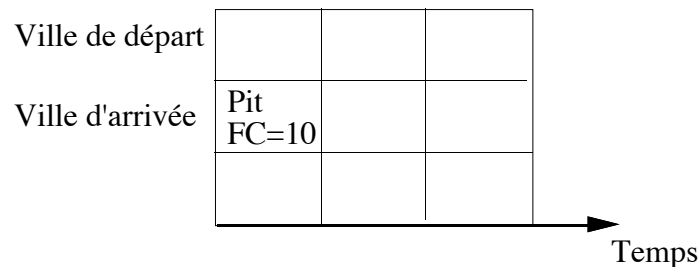 Ville de départ
Ville d'arrivée
Pit
FC=10
Temps